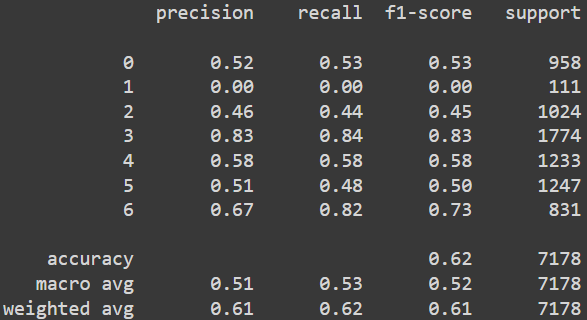 precision recall f1-score support
0 0.52 0.53 0.53 958
1 0.00 0.00 0.00 111
2 0.46 0.44 0.45 1024
3 0.83 0.84 0.83 1774
4 0.58 0.58 0.58 1233
5 0.51 0.48 0.50 1247
6 0.67 0.82 0.73 831
accuracy 0.62 7178
macro avg 0.51 0.53 0.52 7178
weighted avg 0.61 0.62 0.61 7178